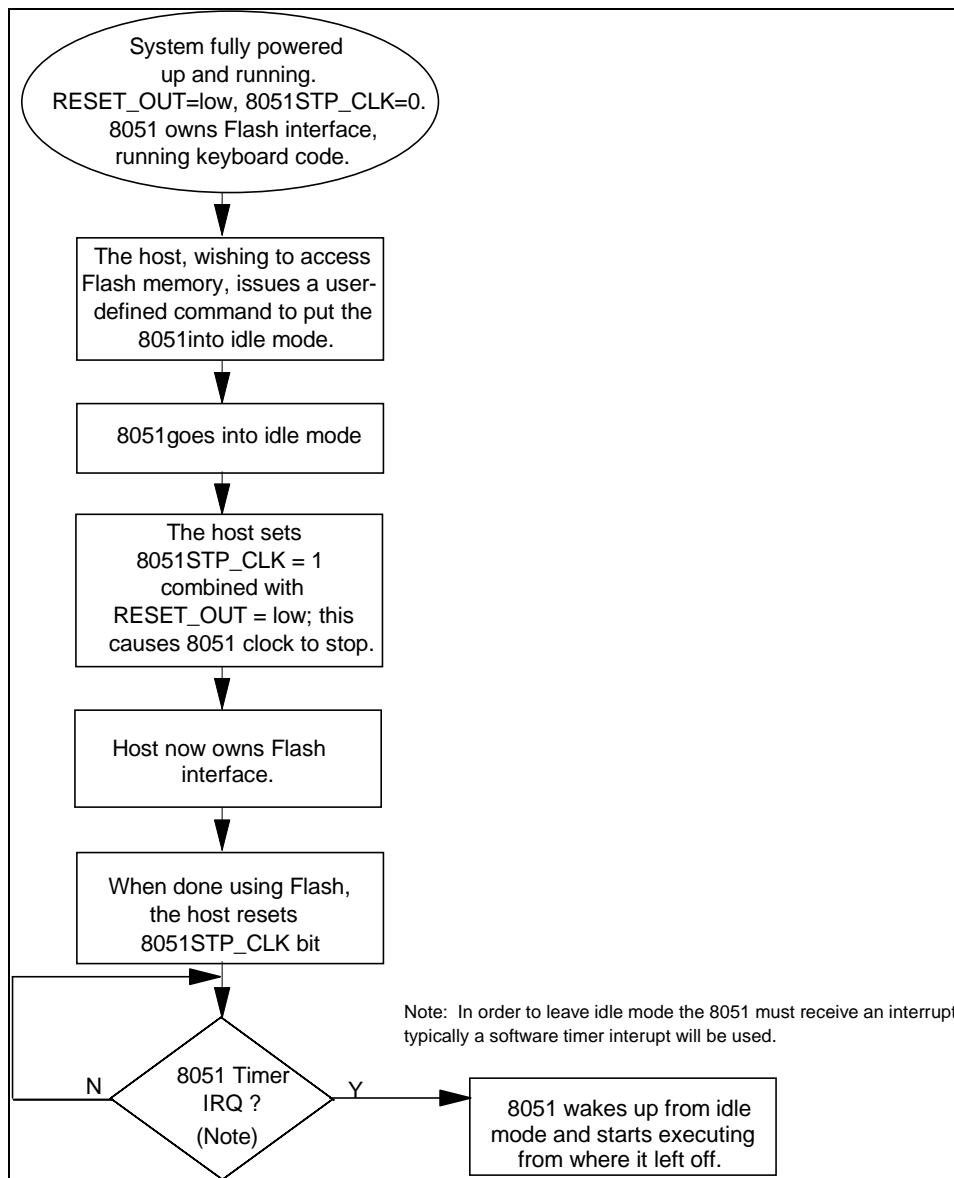 System fully powered
up and running.
RESET_OUT=low, 8051STP_CLK=0.
8051 owns Flash interface,
running keyboard code.
The host, wishing to access
Flash memory, issues a user-
defined command to put the
8051into idle mode.
8051goes into idle mode
The host sets
8051STP_CLK = 1
combined with
RESET_OUT = low; this
causes 8051 clock to stop.
Host now owns Flash
interface.
When done using Flash,
the host resets
8051STP_CLK bit
Note: In order to leave idle mode the 8051 must receive an interrupt
typically a software timer interupt will be used.
8051 Timer
IRQ ?
(Note)
N
Y
8051 wakes up from idle
mode and starts executing
from where it left off.